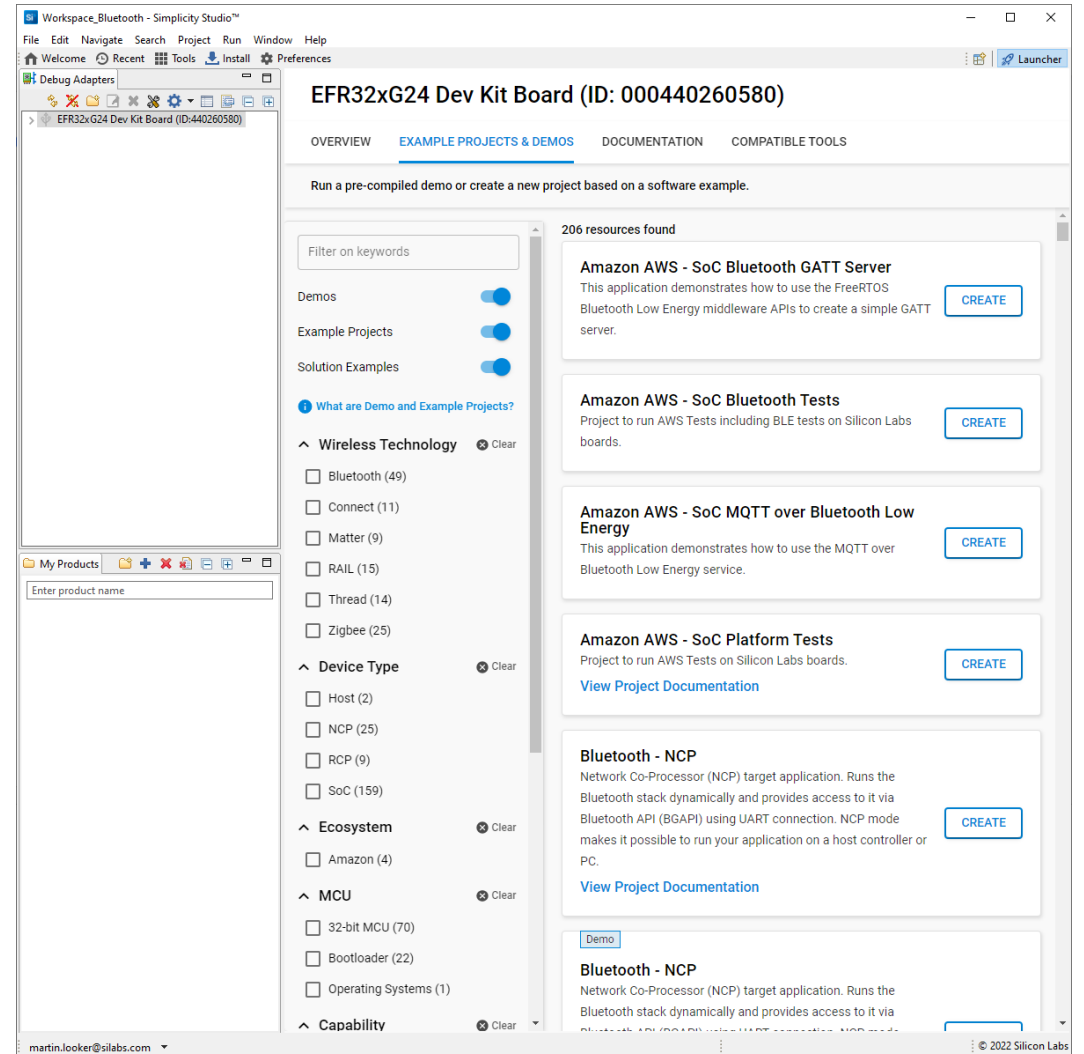 Workspace_Bluetooth - Simplicity Studio™
File Edit Navigate Search Project Run Window Help
Welcome Recent Tools Install Preferences
Launcher
Debug Adapters
EFR32xG24 Dev Kit Board (ID:440260580)
My Products
Enter product name
EFR32xG24 Dev Kit Board (ID: 000440260580)
OVERVIEW EXAMPLE PROJECTS & DEMOS DOCUMENTATION COMPATIBLE TOOLS
Run a pre-compiled demo or create a new project based on a software example.
Filter on keywords
Demos
Example Projects
Solution Examples
What are Demo and Example Projects?
Wireless Technology Clear
Bluetooth (49)
Connect (11)
Matter (9)
RAIL (15)
Thread (14)
Zigbee (25)
Device Type Clear
Host (2)
NCP (25)
RCP (9)
SoC (159)
Ecosystem Clear
Amazon (4)
MCU Clear
32-bit MCU (70)
Bootloader (22)
Operating Systems (1)
Capability Clear
206 resources found
Amazon AWS - SoC Bluetooth GATT Server
This application demonstrates how to use the FreeRTOS
Bluetooth Low Energy middleware APIs to create a simple GATT
server.
CREATE
Amazon AWS - SoC Bluetooth Tests
Project to run AWS Tests including BLE tests on Silicon Labs
boards.
CREATE
Amazon AWS - SoC MQTT over Bluetooth Low
Energy
This application demonstrates how to use the MQTT over
Bluetooth Low Energy service.
CREATE
Amazon AWS - SoC Platform Tests
Project to run AWS Tests on Silicon Labs boards.
View Project Documentation
CREATE
Bluetooth - NCP
Network Co-Processor (NCP) target application. Runs the
Bluetooth stack dynamically and provides access to it via
Bluetooth API (BGAPI) using UART connection. NCP mode
makes it possible to run your application on a host controller or
PC.
View Project Documentation
CREATE
Demo
Bluetooth - NCP
Network Co-Processor (NCP) target application. Runs the
Bluetooth stack dynamically and provides access to it via
Bluetooth API (BGAPI) using UART connection. NCP mode
martin.looker@silabs.com
© 2022 Silicon Labs